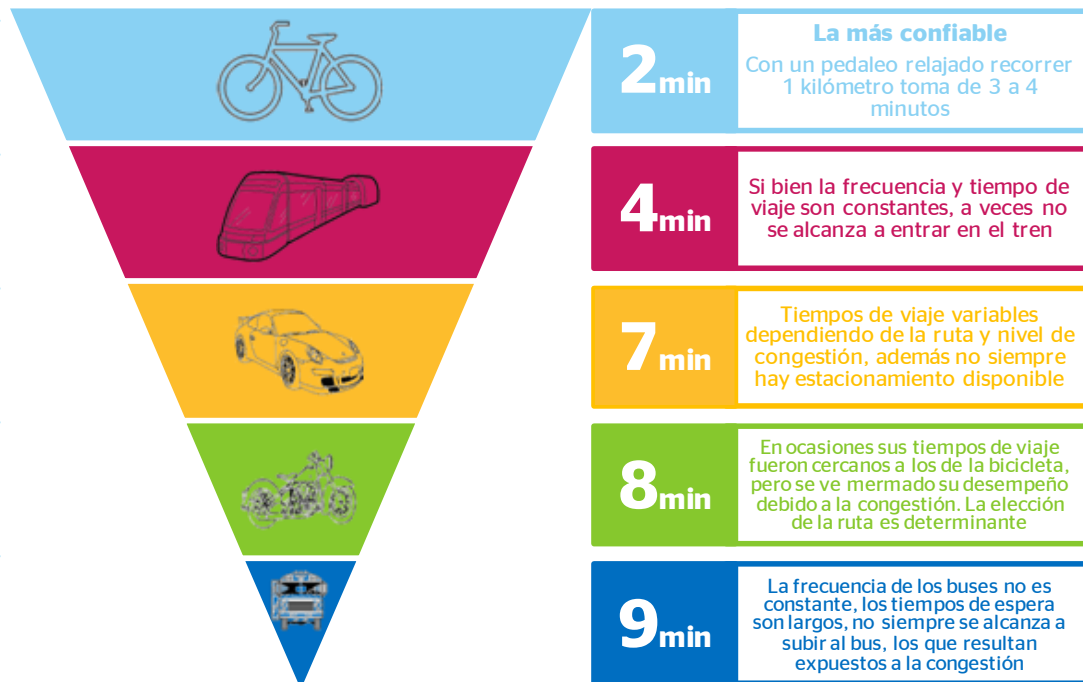 2min
La más confiable
Con un pedaleo relajado recorrer
1 kilómetro toma de 3 a 4
minutos
4min
Si bien la frecuencia y tiempo de
viaje son constantes, a veces no
se alcanza a entrar en el tren
7min
Tiempos de viaje variables
dependiendo de la ruta y nivel de
congestión, además no siempre
hay estacionamiento disponible
8min
En ocasiones sus tiempos de viaje
fueron cercanos a los de la bicicleta,
pero se ve mermado su desempeño
debido a la congestión. La elección
de la ruta es determinante
9min
La frecuencia de los buses no es
constante, los tiempos de espera
son largos, no siempre se alcanza a
subir al bus, los que resultan
expuestos a la congestión